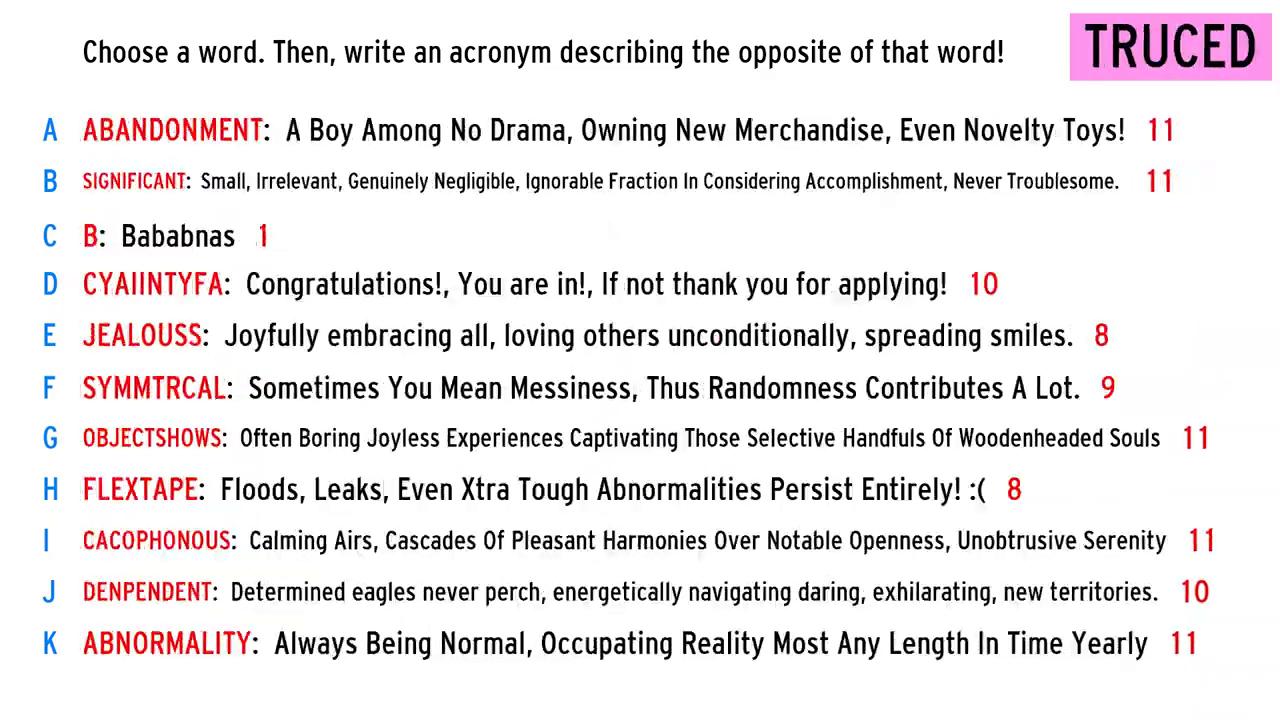 Choose a word. Then, write an acronym describing the opposite of that word!
TRUCED
A ABANDONMENT: A Boy Among No Drama, Owning New Merchandise, Even Novelty Toys! 11
B SIGNIFICANT: Small, Irrelevant, Genuinely Negligible, Ignorable Fraction In Considering Accomplishment, Never Troublesome. 11
C B: Bababnas 1
D CYAIINTYFA: Congratulations!, You are in!, If not thank you for applying! 10
E JEALOUSS: Joyfully embracing all, loving others unconditionally, spreading smiles. 8
F SYMMTRCAL: Sometimes You Mean Messiness, Thus Randomness Contributes A Lot. 9
G OBJECTSHOWS: Often Boring Joyless Experiences Captivating Those Selective Handfuls Of Woodenheaded Souls 11
H FLEXTAPE: Floods, Leaks, Even Xtra Tough Abnormalities Persist Entirely! :( 8
I CACOPHONOUS: Calming Airs, Cascades Of Pleasant Harmonies Over Notable Openness, Unobtrusive Serenity 11
J DENPENDENT: Determined eagles never perch, energetically navigating daring, exhilarating, new territories. 10
K ABNORMALITY: Always Being Normal, Occupating Reality Most Any Length In Time Yearly 11